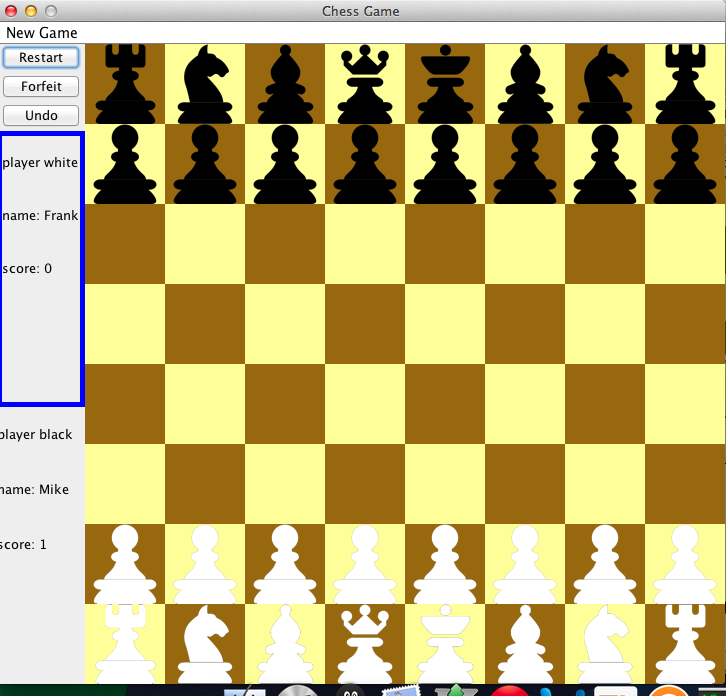 Chess Game
New Game
Restart
Forfeit
Undo
player white
name: Frank
score: 0
player black
name: Mike
score: 1